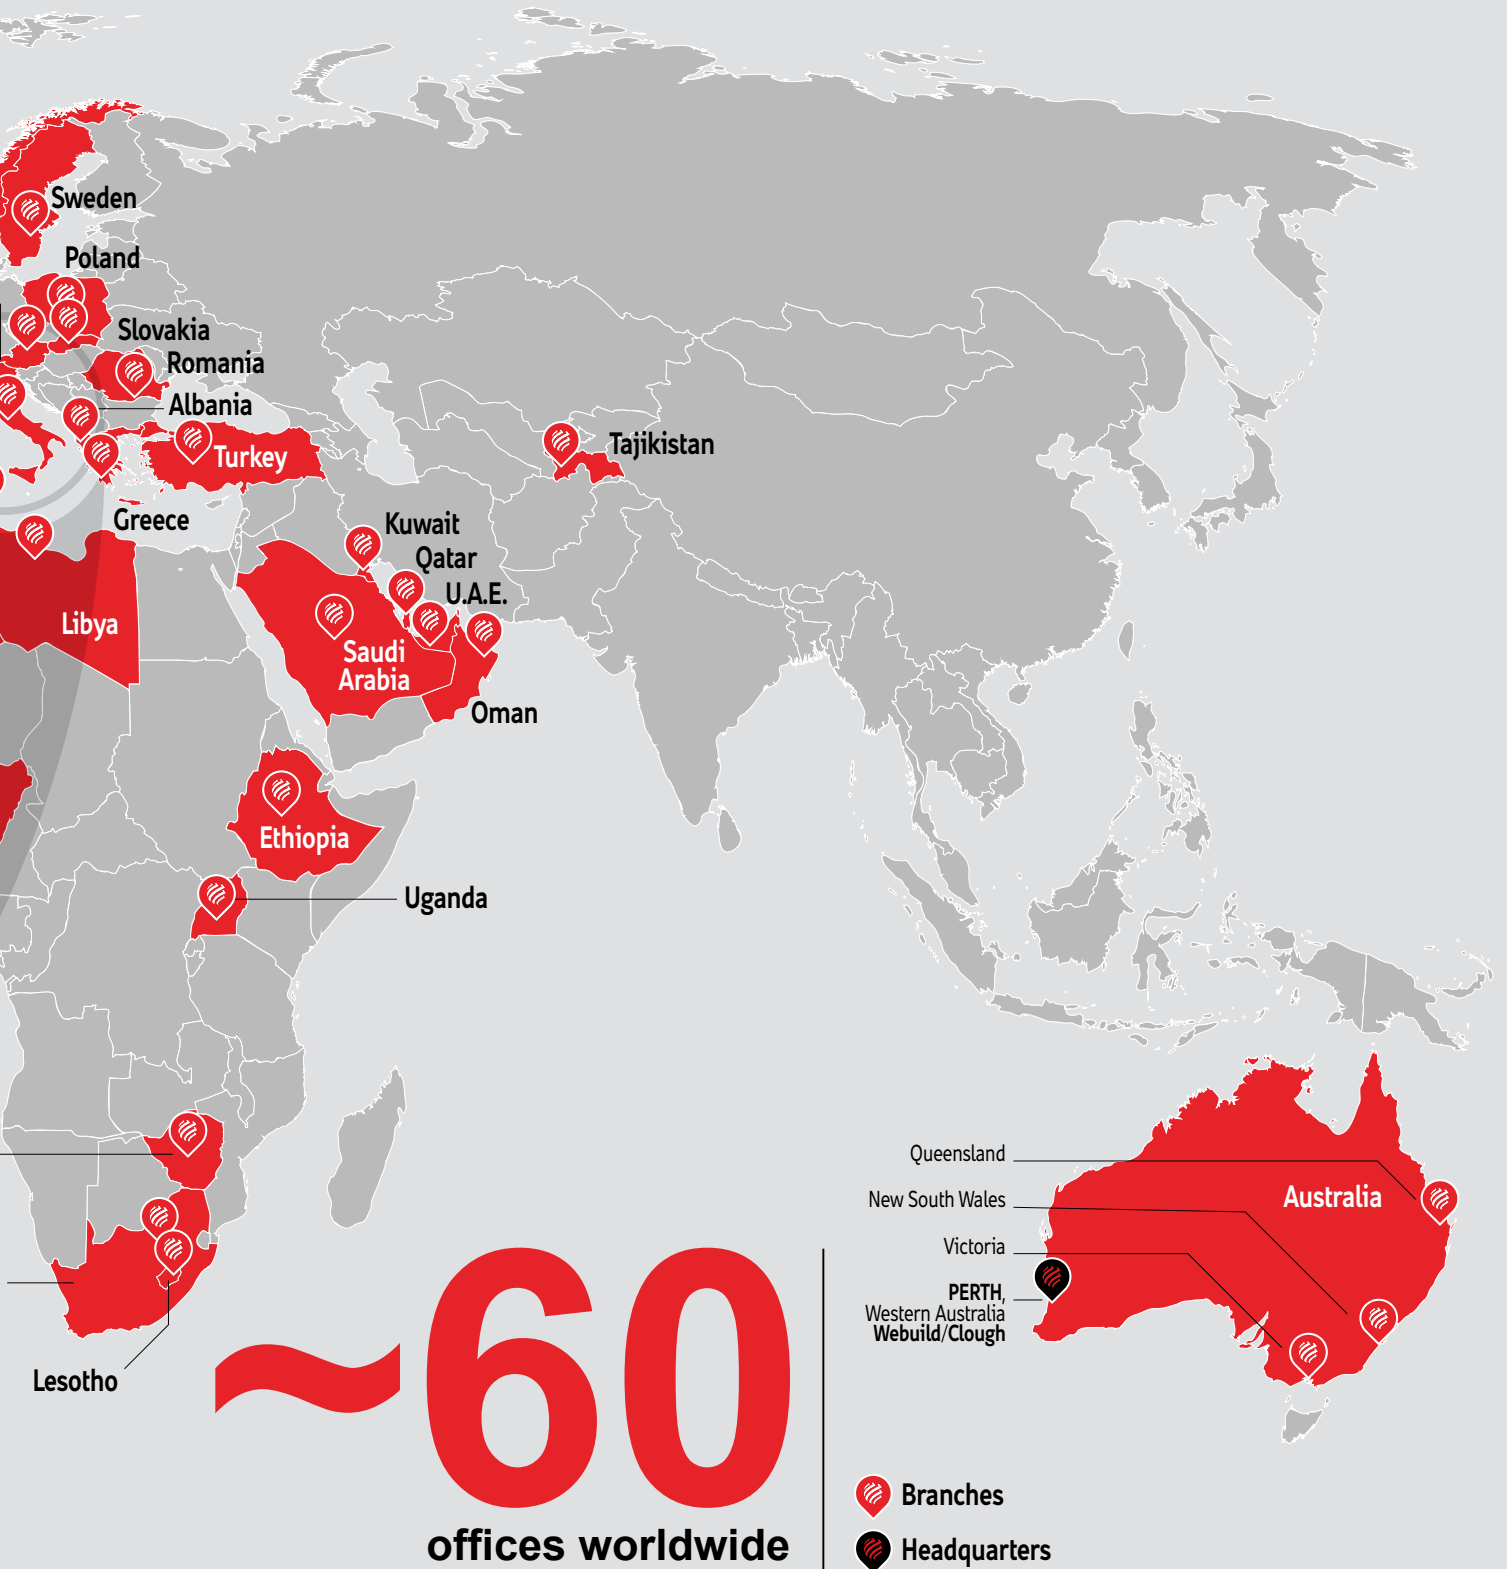 Sweden
Poland
Slovakia
Romania
Albania
Turkey
Tajikistan
Greece
Kuwait
Qatar
U.A.E.
Libya
Saudi
Arabia
Oman
Ethiopia
Uganda
Queensland
New South Wales
Australia
Victoria
PERTH,
Western Australia
Webuild/Clough
Lesotho
~60
offices worldwide
Branches
Headquarters